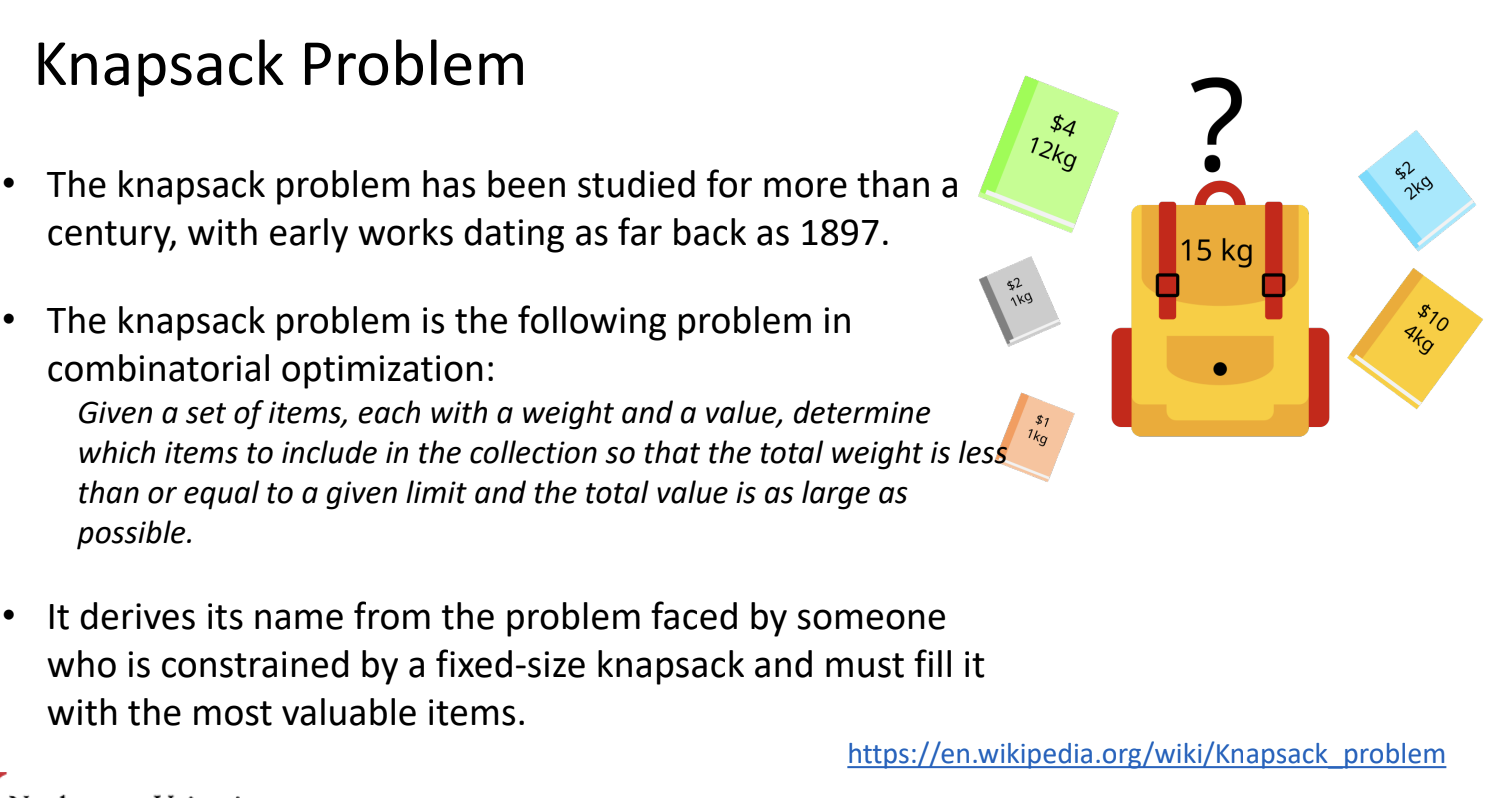 Knapsack Problem
• The knapsack problem has been studied for more than a
century, with early works dating as far back as 1897.
• The knapsack problem is the following problem in
combinatorial optimization:
Given a set of items, each with a weight and a value, determine
which items to include in the collection so that the total weight is less
than or equal to a given limit and the total value is as large as
possible.
• It derives its name from the problem faced by someone
who is constrained by a fixed-size knapsack and must fill it
with the most valuable items.
$4
12kg
?
$2
2kg
15 kg
$2
1kg
$10
4kg
$1
1kg
https://en.wikipedia.org/wiki/Knapsack_problem